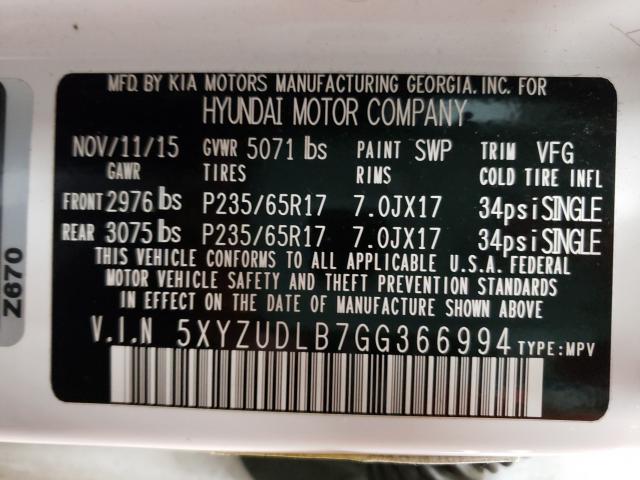 MFD. BY KIA MOTORS MANUFACTURING GEORGIA. INC. FOR
HYUNDAI MOTOR COMPANY
NOV/11/15 GVWR 5071 lbs PAINT SWP TRIM VFG
GAWR TIRES RIMS COLD TIRE INFL
FRONT 2976 lbs P235/65R17 7.0JX17 34psi SINGLE
REAR 3075 lbs P235/65R17 7.0JX17 34psi SINGLE
THIS VEHICLE CONFORMS TO ALL APPLICABLE U.S.A. FEDERAL
MOTOR VEHICLE SAFETY AND THEFT PREVENTION STANDARDS
IN EFFECT ON THE DATE OF MANUFACTURE SHOWN ABOVE
V.I.N 5XYZUDLB7GG366994 TYPE:MPV
Z670